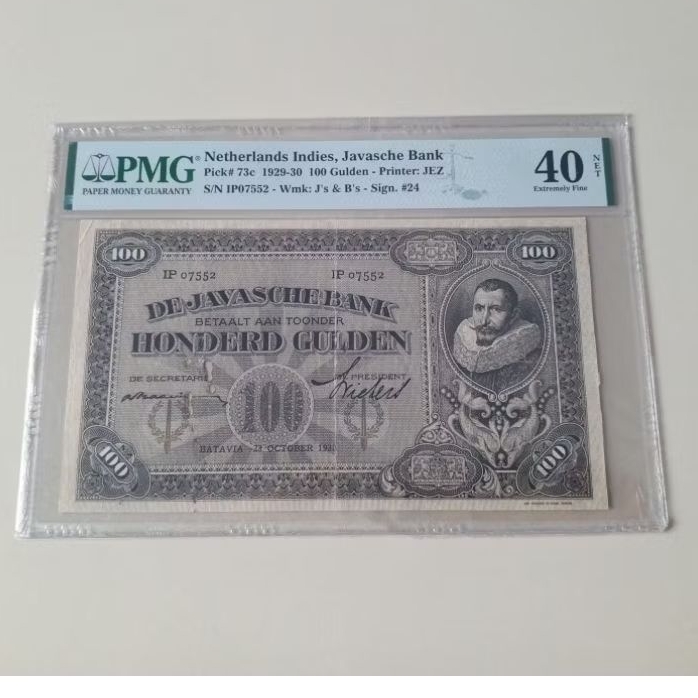 PMG
PAPER MONEY GUARANTY
Netherlands Indies, Javasche Bank
Pick# 73c 1929-30 100 Gulden - Printer: JEZ
S/N IP07552 - Wmk: J's & B's - Sign. #24
40
Extremely Fine
NET
100
100
IP 07552
IP 07552
DE JAVASCHE BANK
BETAALT AAN TOONDER
HONDERD GULDEN
DE SECRETARIS
DE PRESIDENT
100
BATAVIA OCTOBER
100
100